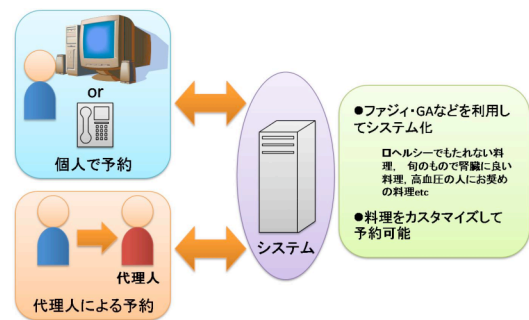 or
個人で予約
代理人
代理人による予約
システム
●ファジィ・GAなどを利用し
てシステム化
ロヘルシーでもたれない料
理, 旬のもので腎臓に良い
料理, 高血圧の人にお奨め
の料理etc
●料理をカスタマイズして
予約可能